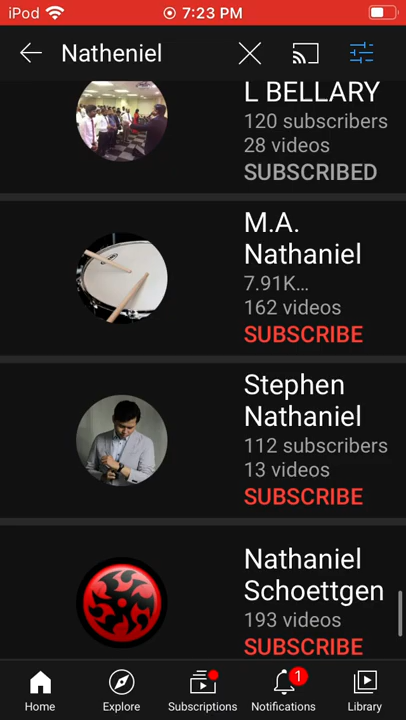 iPod 7:23 PM
Natheniel
L BELLARY
120 subscribers
28 videos
SUBSCRIBED
M.A.
Nathaniel
7.91K...
162 videos
SUBSCRIBE
Stephen
Nathaniel
112 subscribers
13 videos
SUBSCRIBE
Nathaniel
Schoettgen
193 videos
SUBSCRIBE
1
Home Explore Subscriptions Notifications Library